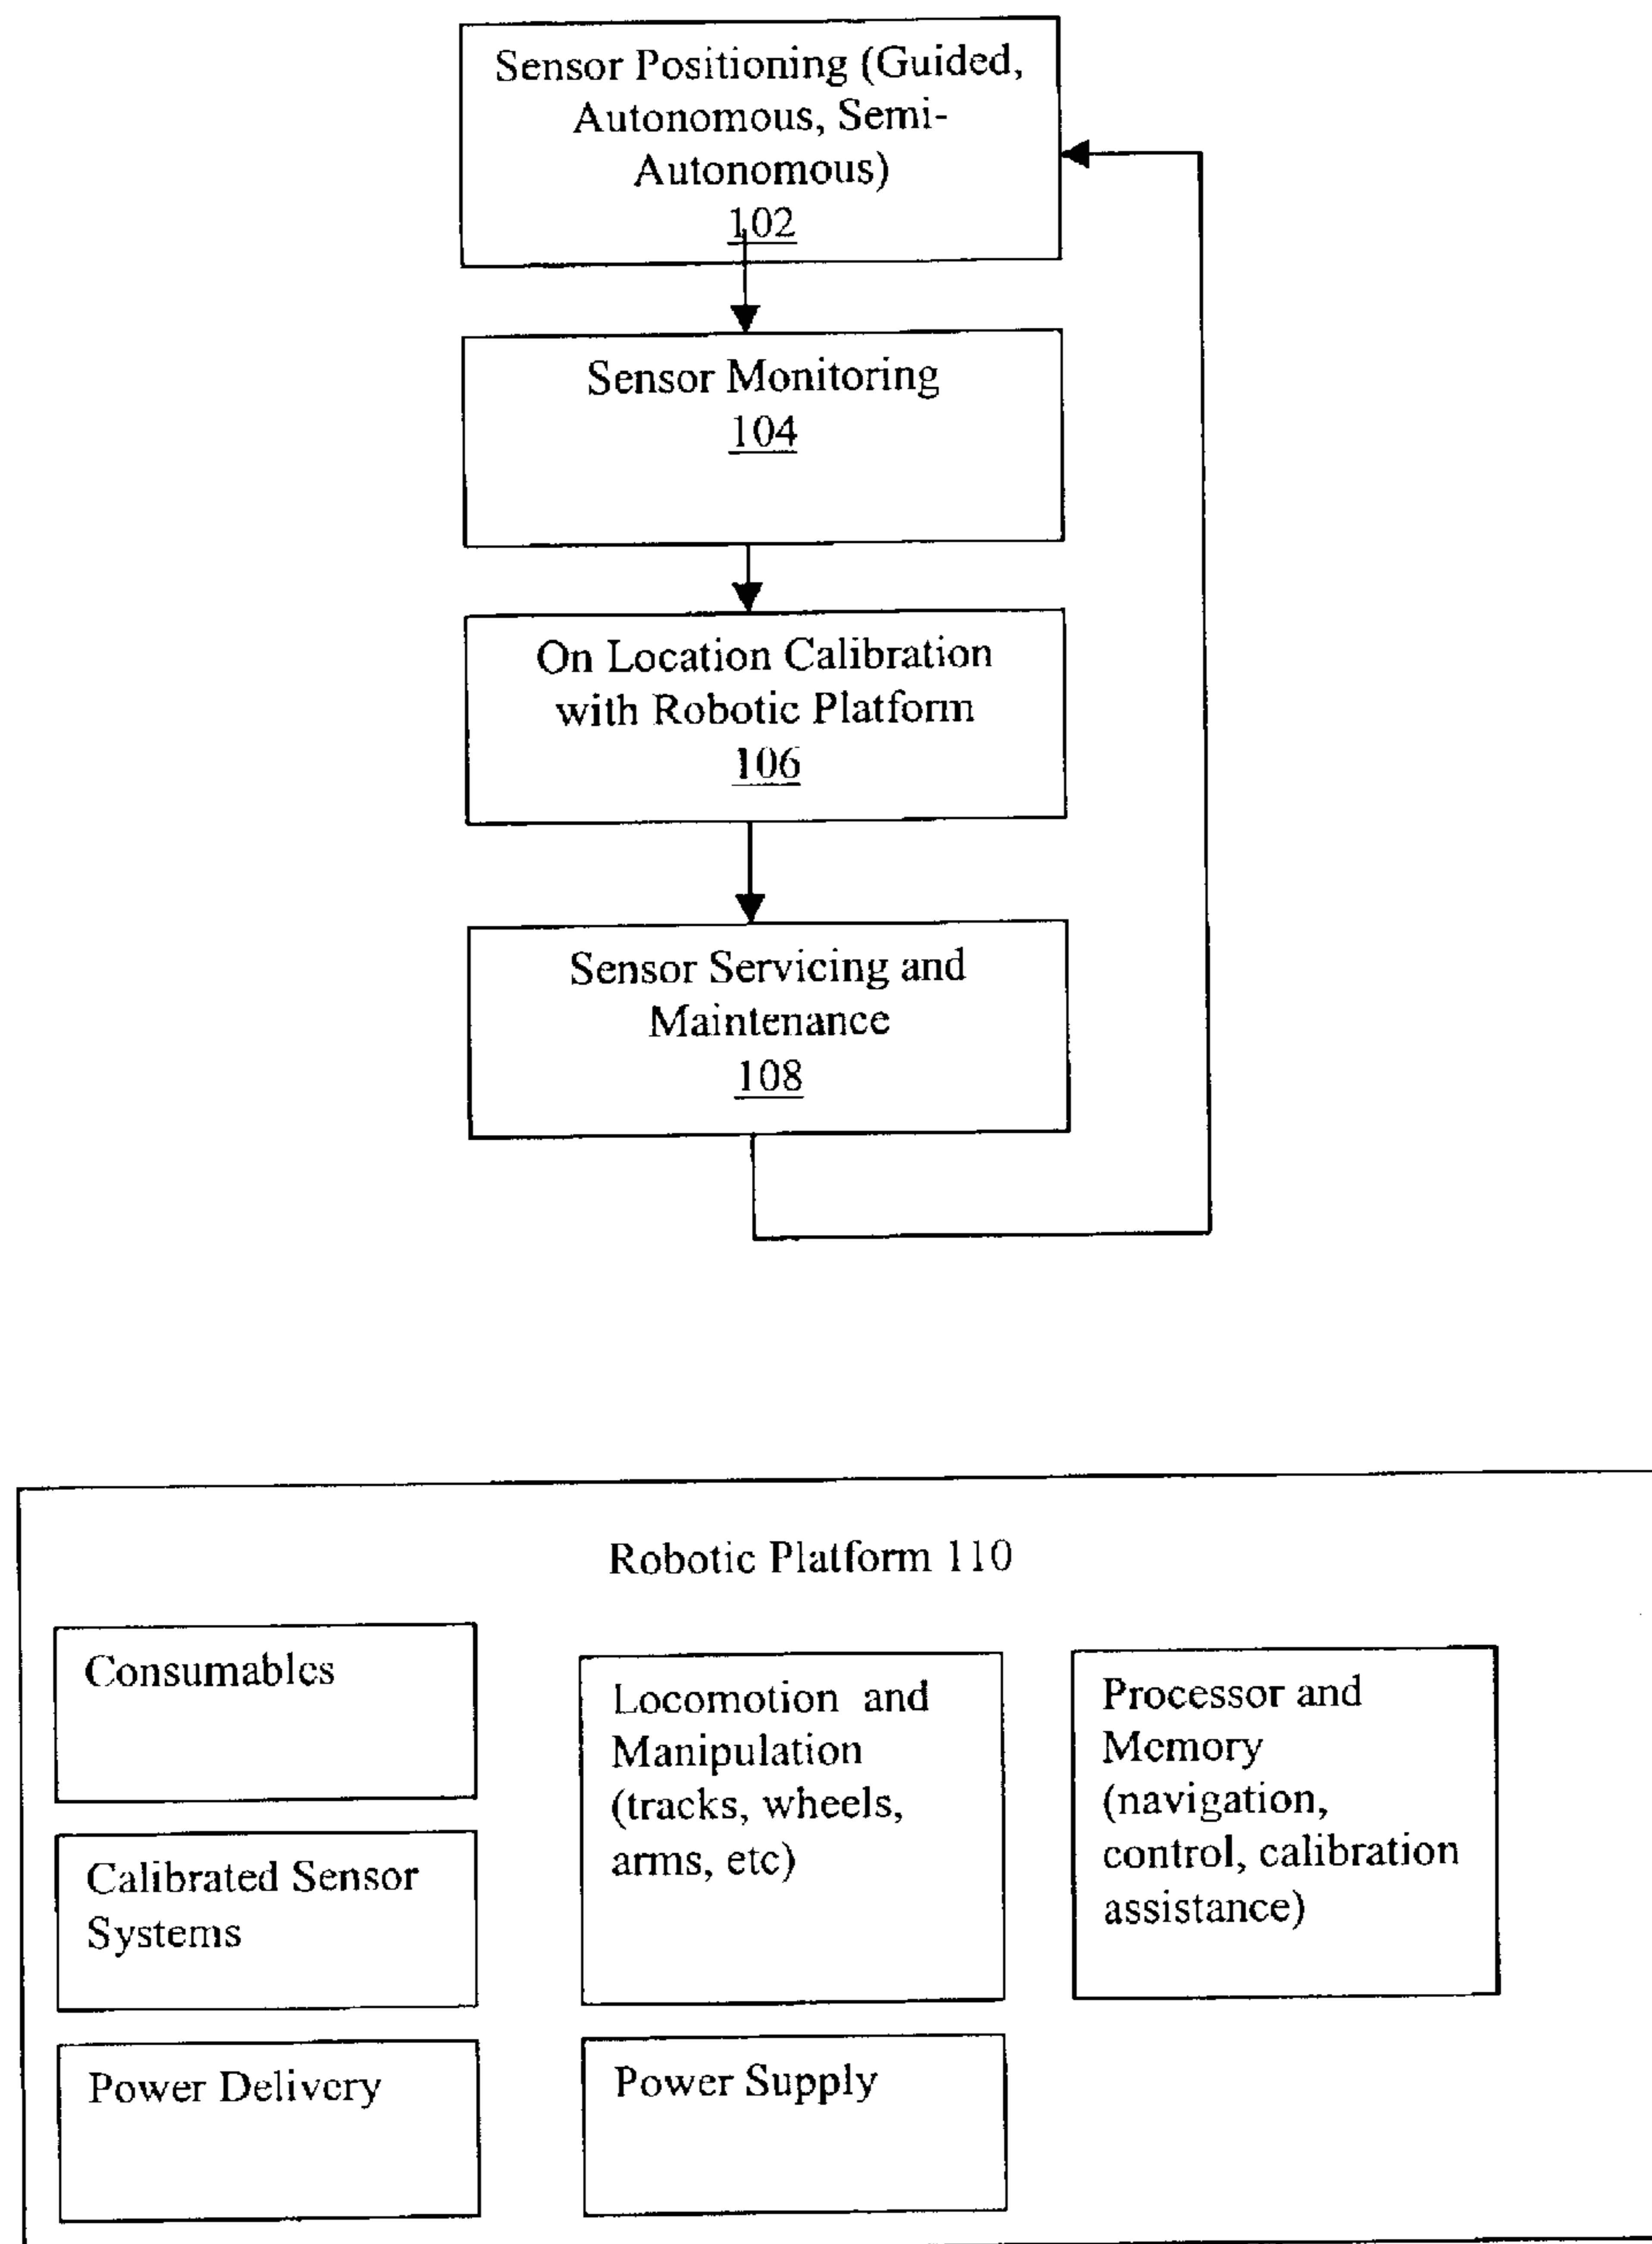 Sensor Positioning (Guided,
Autonomous, Semi-
Autonomous)
102
Sensor Monitoring
104
On Location Calibration
with Robotic Platform
106
Sensor Servicing and
Maintenance
108
Robotic Platform 110
Consumables
Calibrated Sensor
Systems
Power Delivery
Locomotion and
Manipulation
(tracks, wheels,
arms, etc)
Power Supply
Processor and
Memory
(navigation,
control, calibration
assistance)